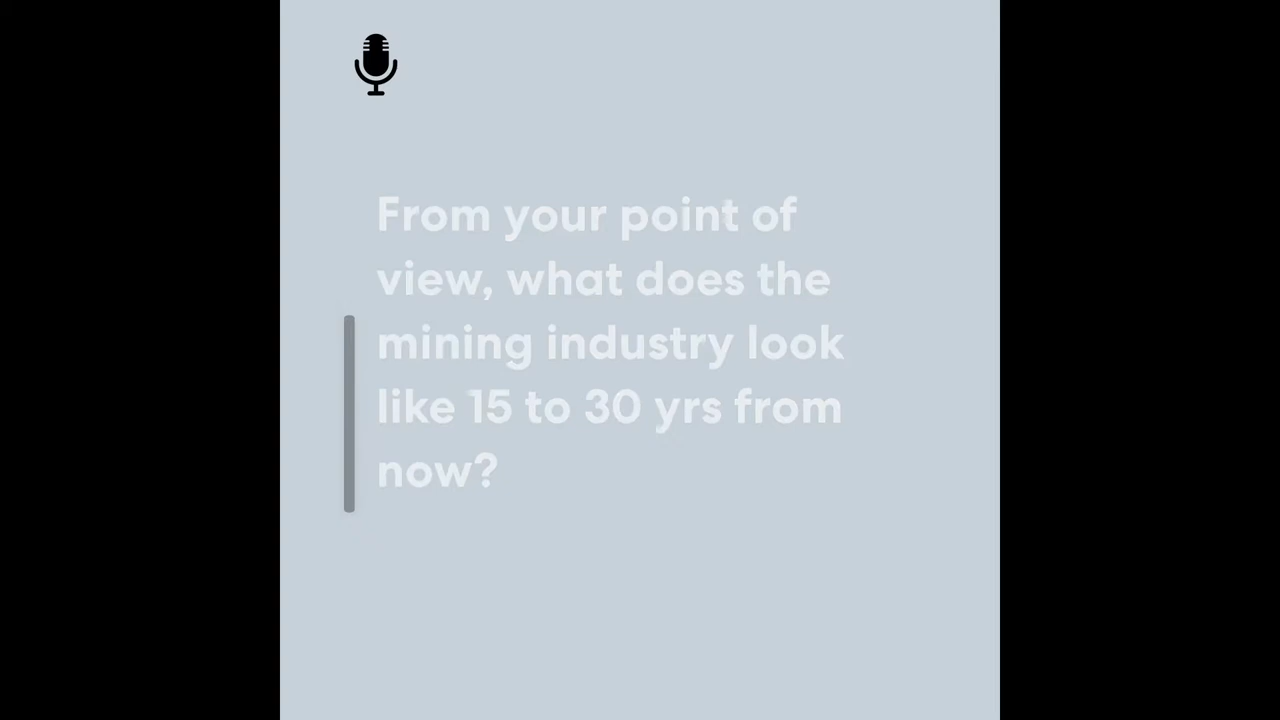 From your point of
view, what does the
mining industry look
like 15 to 30 yrs from
now?